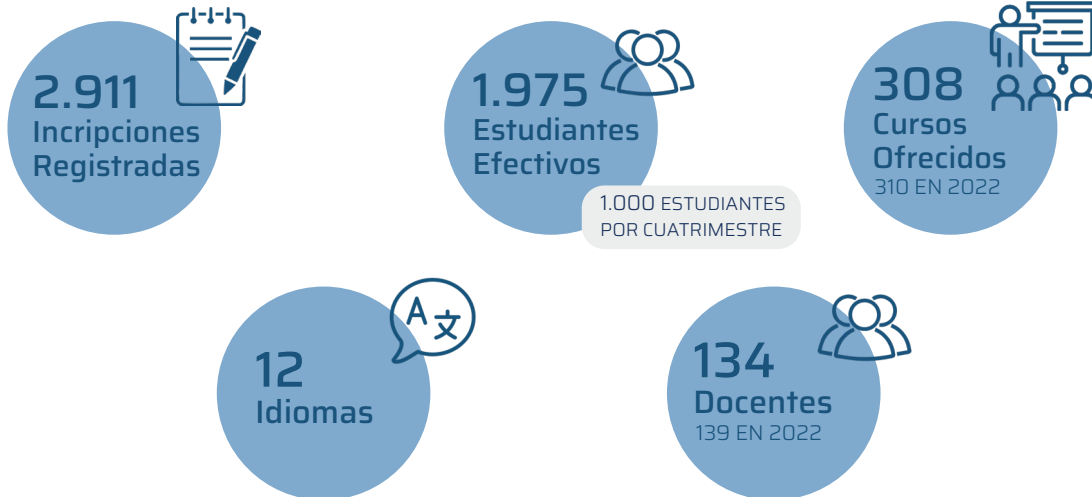 2.911
Incripciones
Registradas
1.975
Estudiantes
Efectivos
1.000 ESTUDIANTES
POR CUATRIMESTRE
308
Cursos
Ofrecidos
310 EN 2022
12
Idiomas
A 文
134
Docentes
139 EN 2022